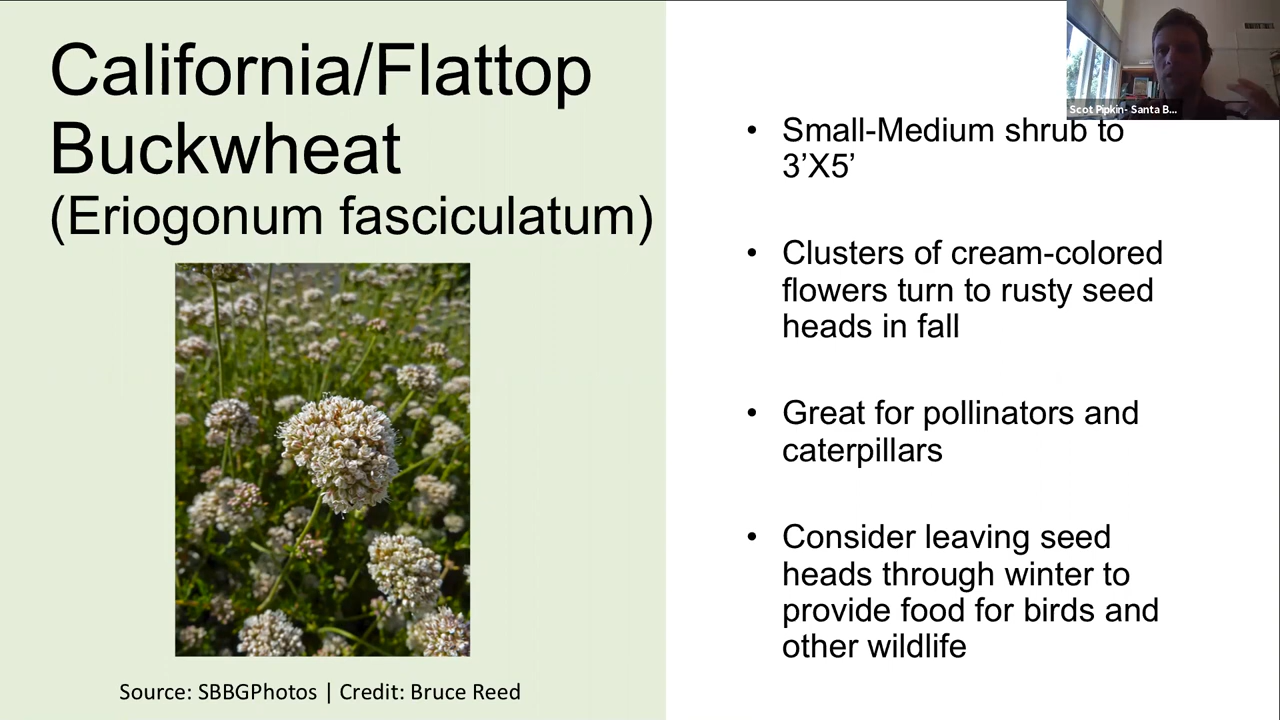 California/Flattop
Buckwheat
(Eriogonum fasciculatum)
Source: SBBGPhotos | Credit: Bruce Reed
Scot Pipkin- Santa B...
• Small-Medium shrub to
3’X5’
• Clusters of cream-colored
flowers turn to rusty seed
heads in fall
• Great for pollinators and
caterpillars
• Consider leaving seed
heads through winter to
provide food for birds and
other wildlife